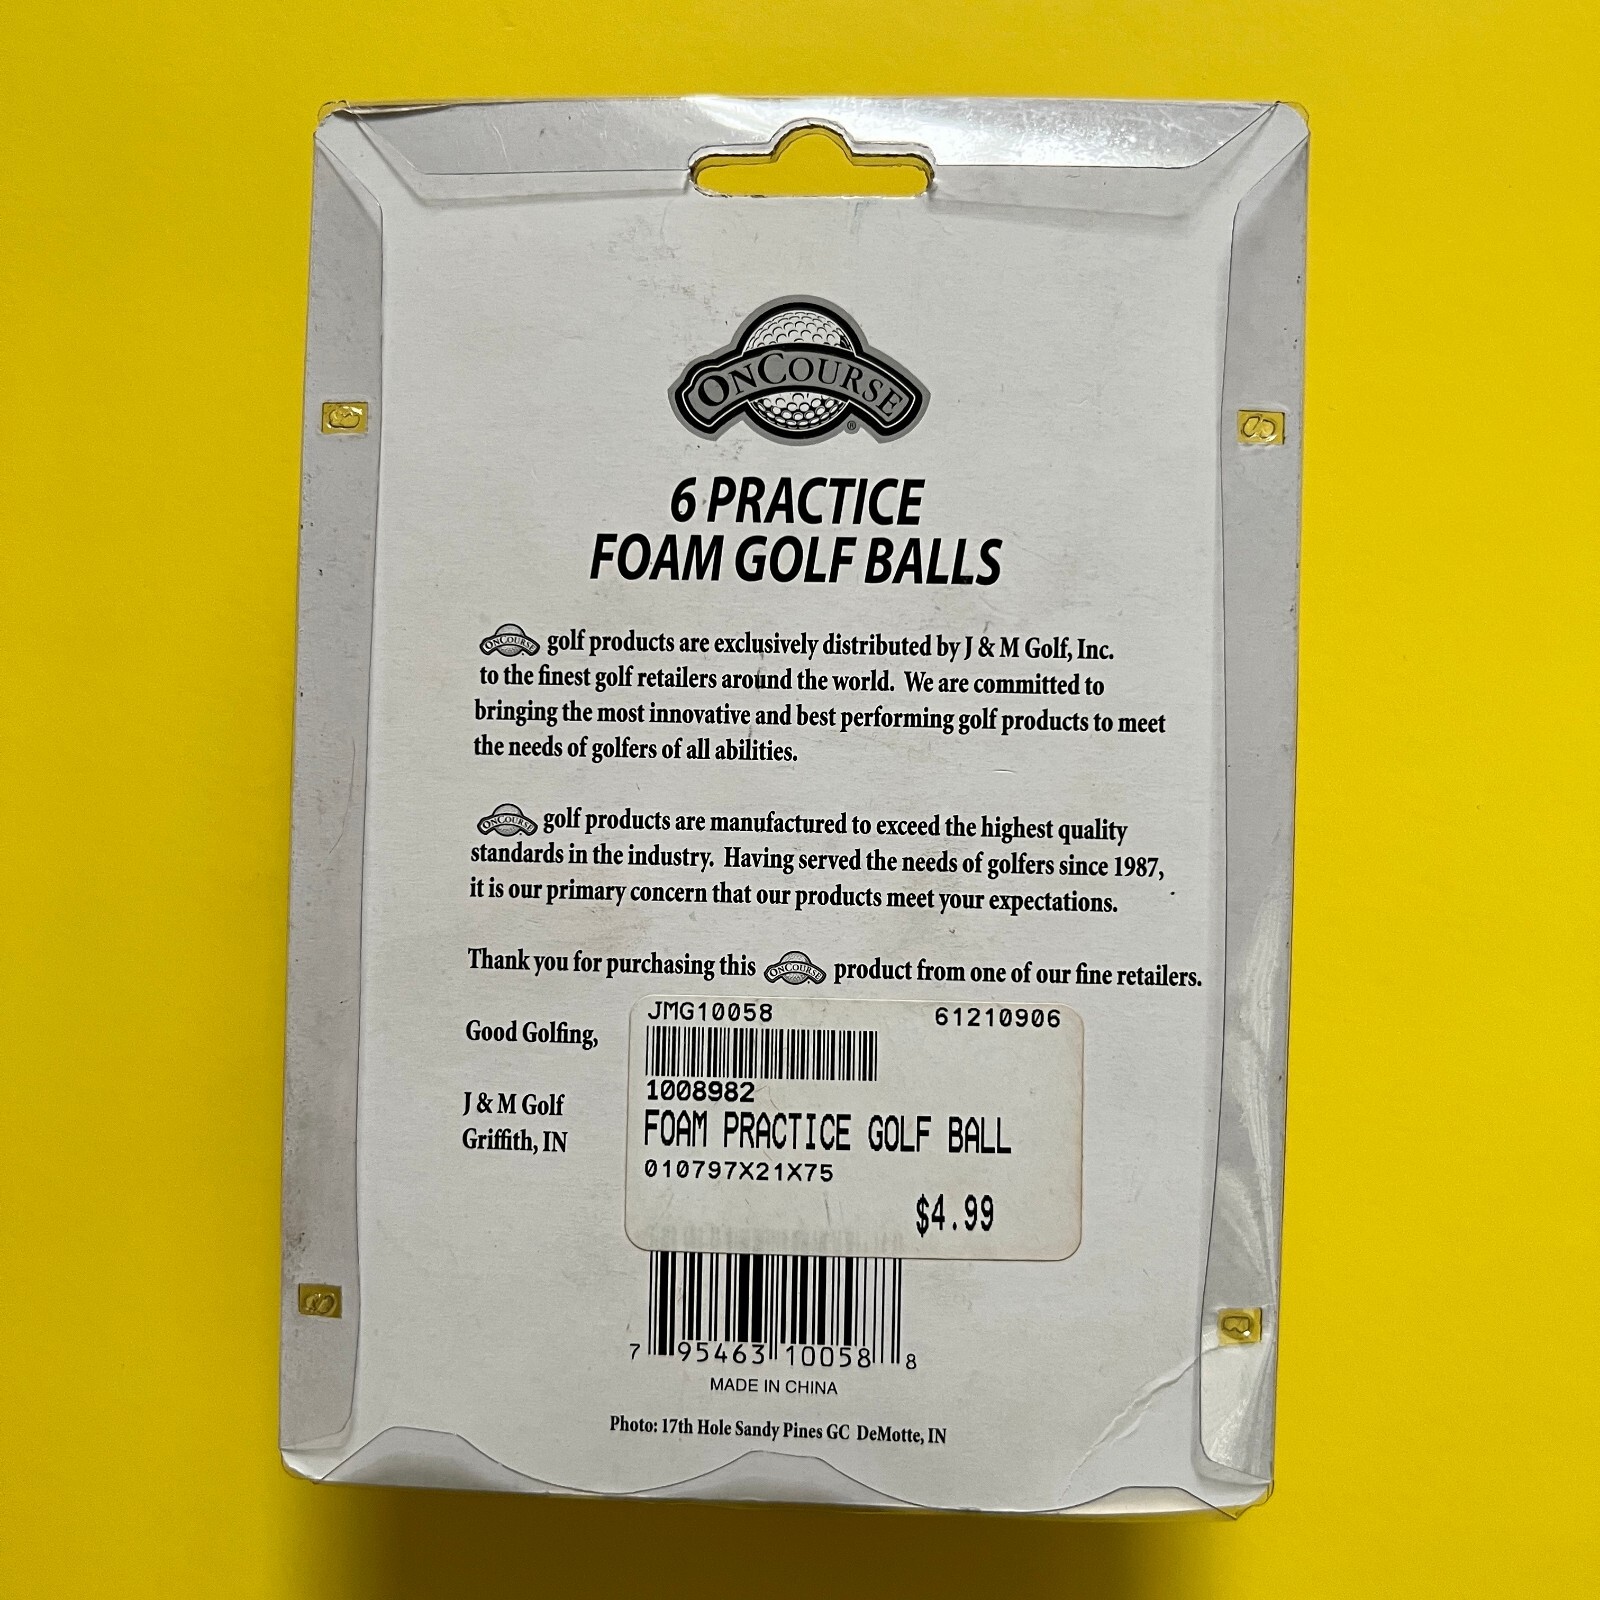 ONCOURSE
®
6 PRACTICE
FOAM GOLF BALLS
ONCOURSE golf products are exclusively distributed by J & M Golf, Inc.
to the finest golf retailers around the world. We are committed to
bringing the most innovative and best performing golf products to meet
the needs of golfers of all abilities.
ONCOURSE golf products are manufactured to exceed the highest quality
standards in the industry. Having served the needs of golfers since 1987,
it is our primary concern that our products meet your expectations.
Thank you for purchasing this ONCOURSE product from one of our fine retailers.
Good Golfing,
J & M Golf
Griffith, IN
JMG10058 61210906
1008982
FOAM PRACTICE GOLF BALL
010797X21X75
$4.99
7 95463 10058 8
MADE IN CHINA
Photo: 17th Hole Sandy Pines GC DeMotte, IN